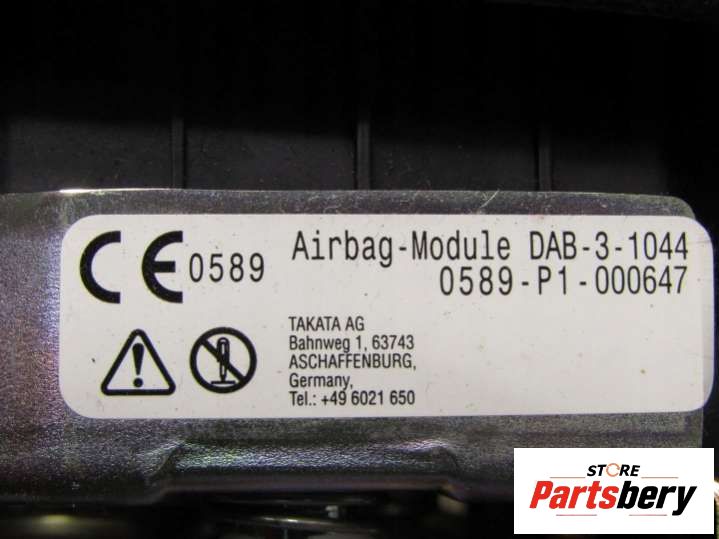 CE 0589
Airbag-Module DAB-3-1044
0589-P1-000647
TAKATA AG
Bahnweg 1, 63743
ASCHAFFENBURG,
Germany,
Tel.: +49 6021 650
STORE
Partsbery